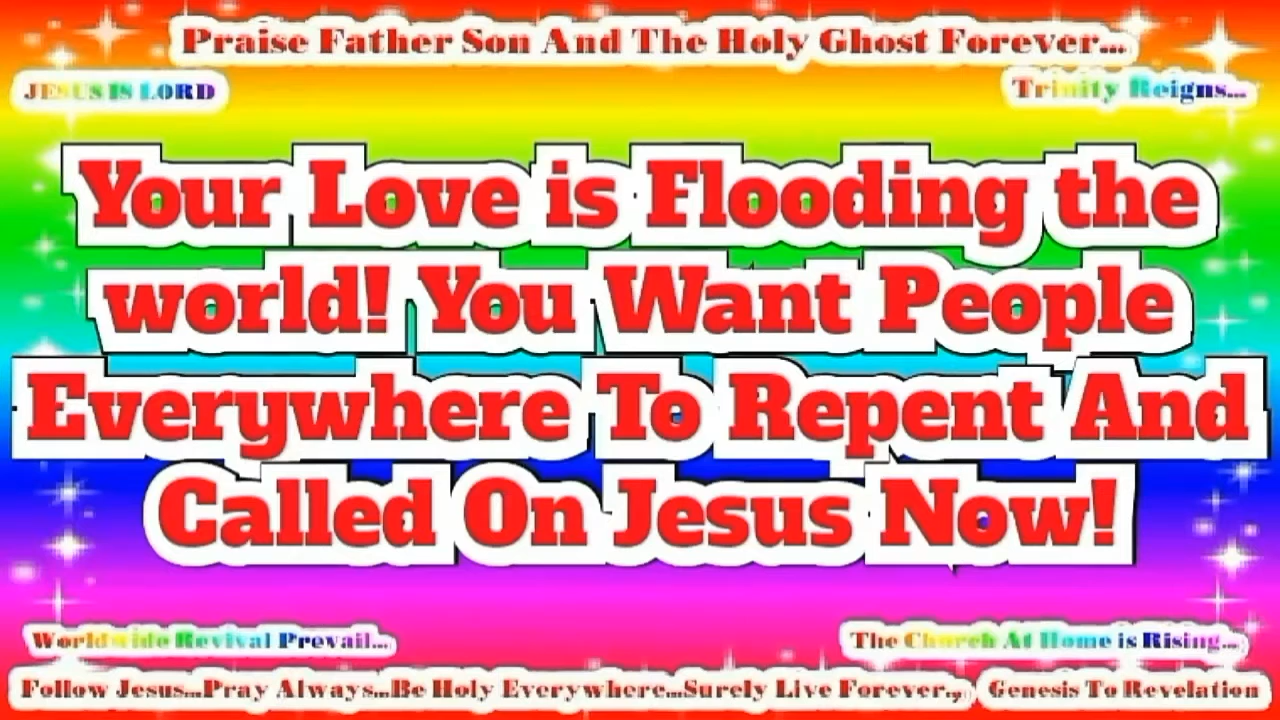 Praise Father Son And The Holy Ghost Forever...
JESUS IS LORD
Trinity Reigns...
Your Love is Flooding the
world! You Want People
Everywhere To Repent And
Called On Jesus Now!
Worldwide Revival Prevail...
The Church At Home is Rising...
Follow Jesus...Pray Always...Be Holy Everywhere...Surely Live Forever...
Genesis To Revelation